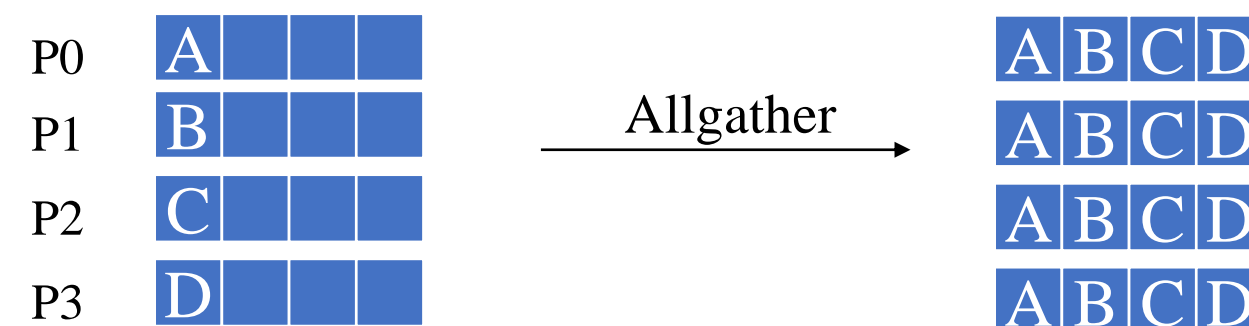 P0 A A B C D
Allgather
P1 B A B C D
P2 C A B C D
P3 D A B C D